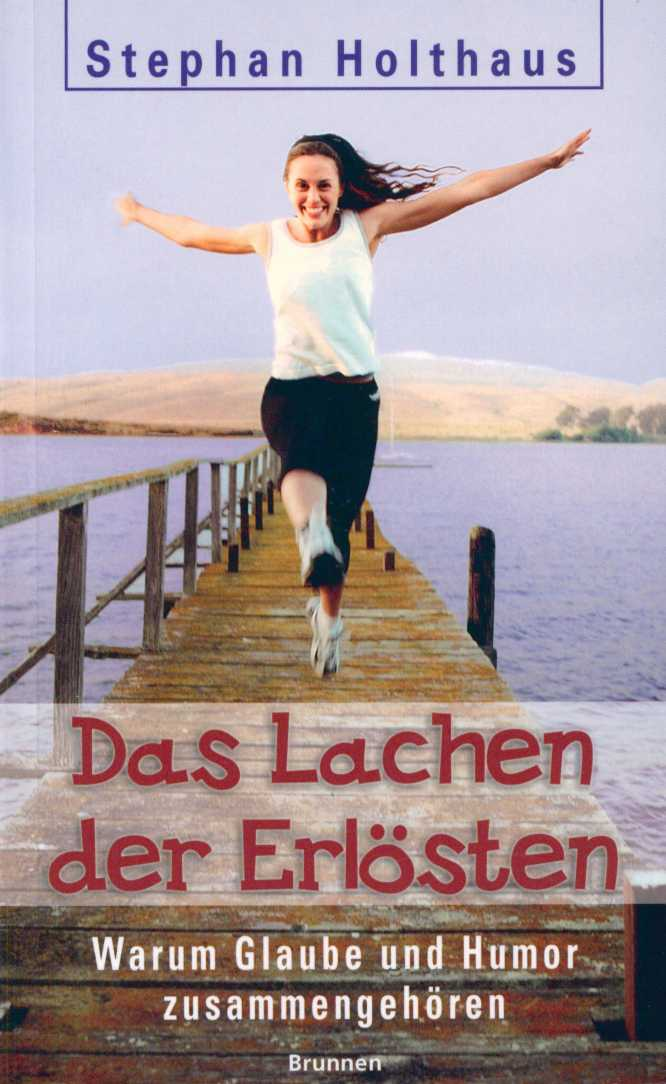 Stephan Holthaus
Das Lachen
der Erlösten
Warum Glaube und Humor
zusammengehören
Brunnen